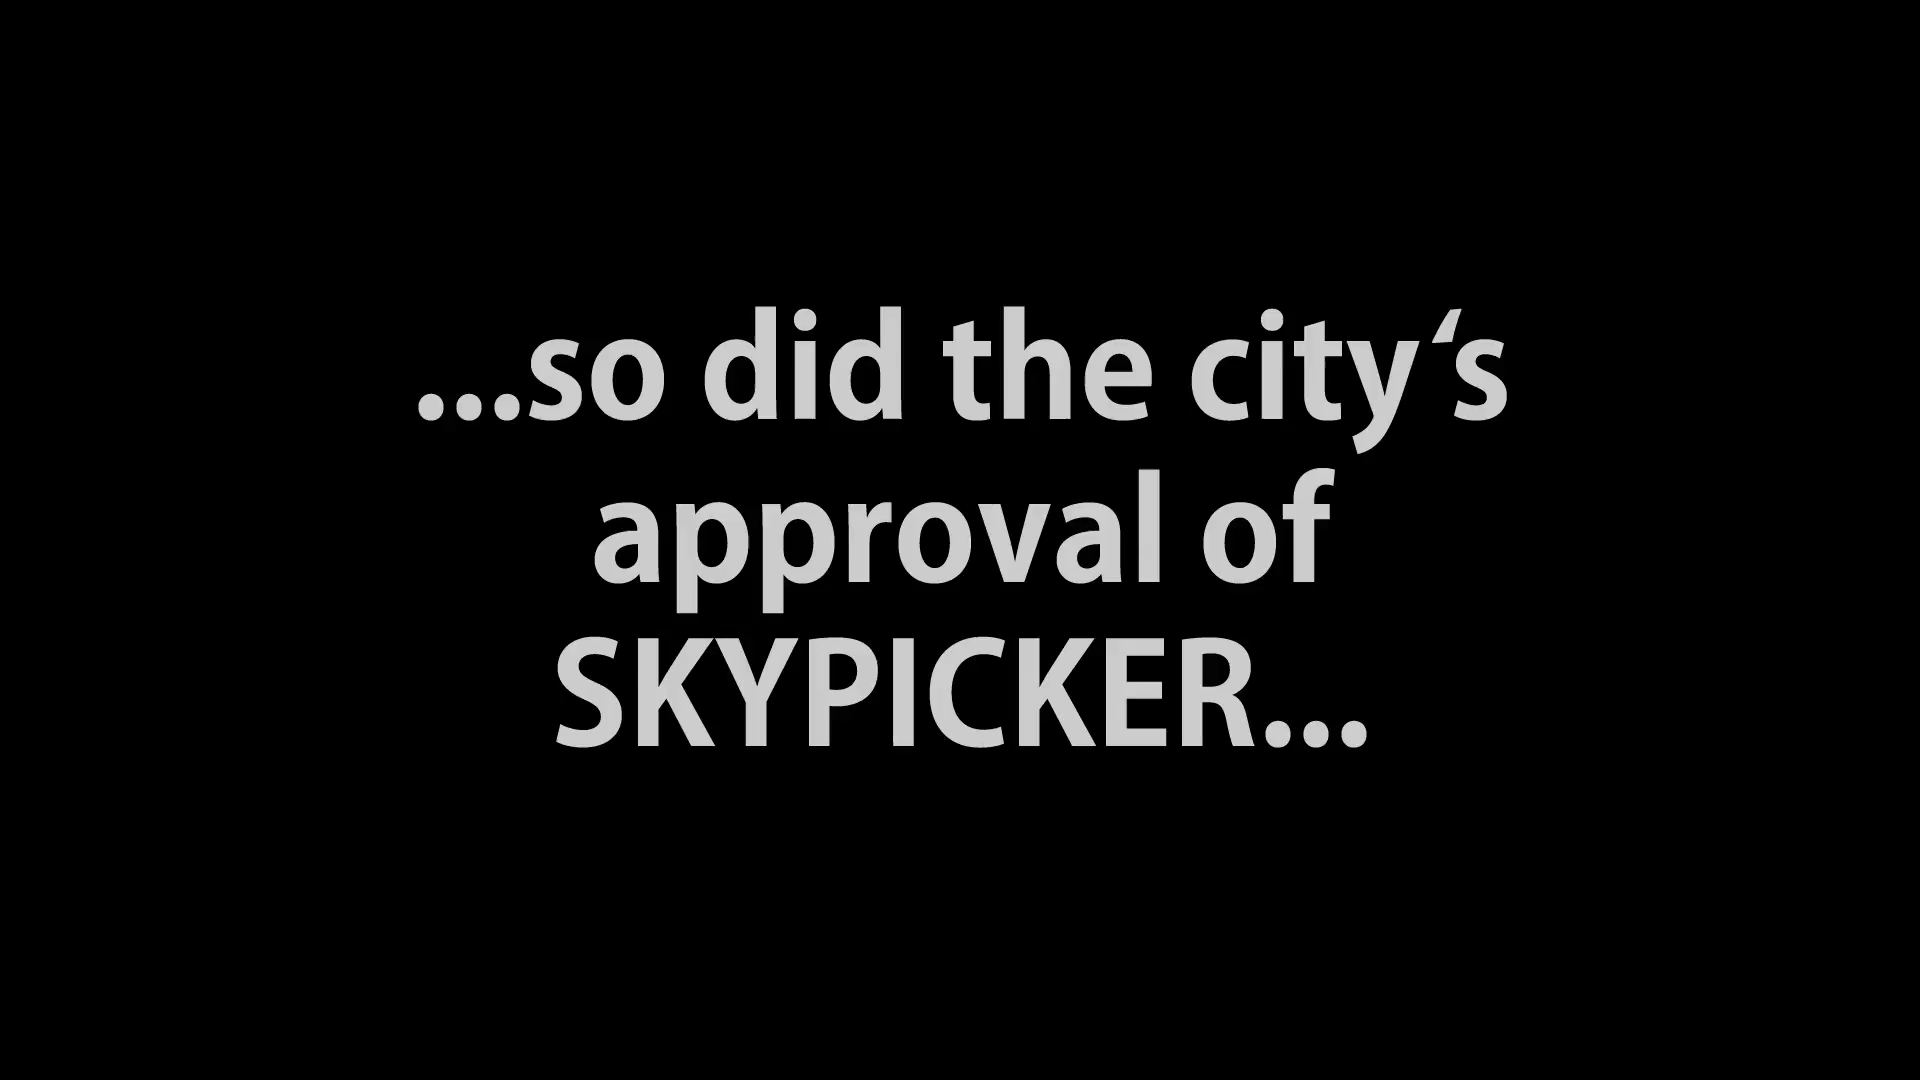 ...so did the city‘s
approval of
SKYPICKER...